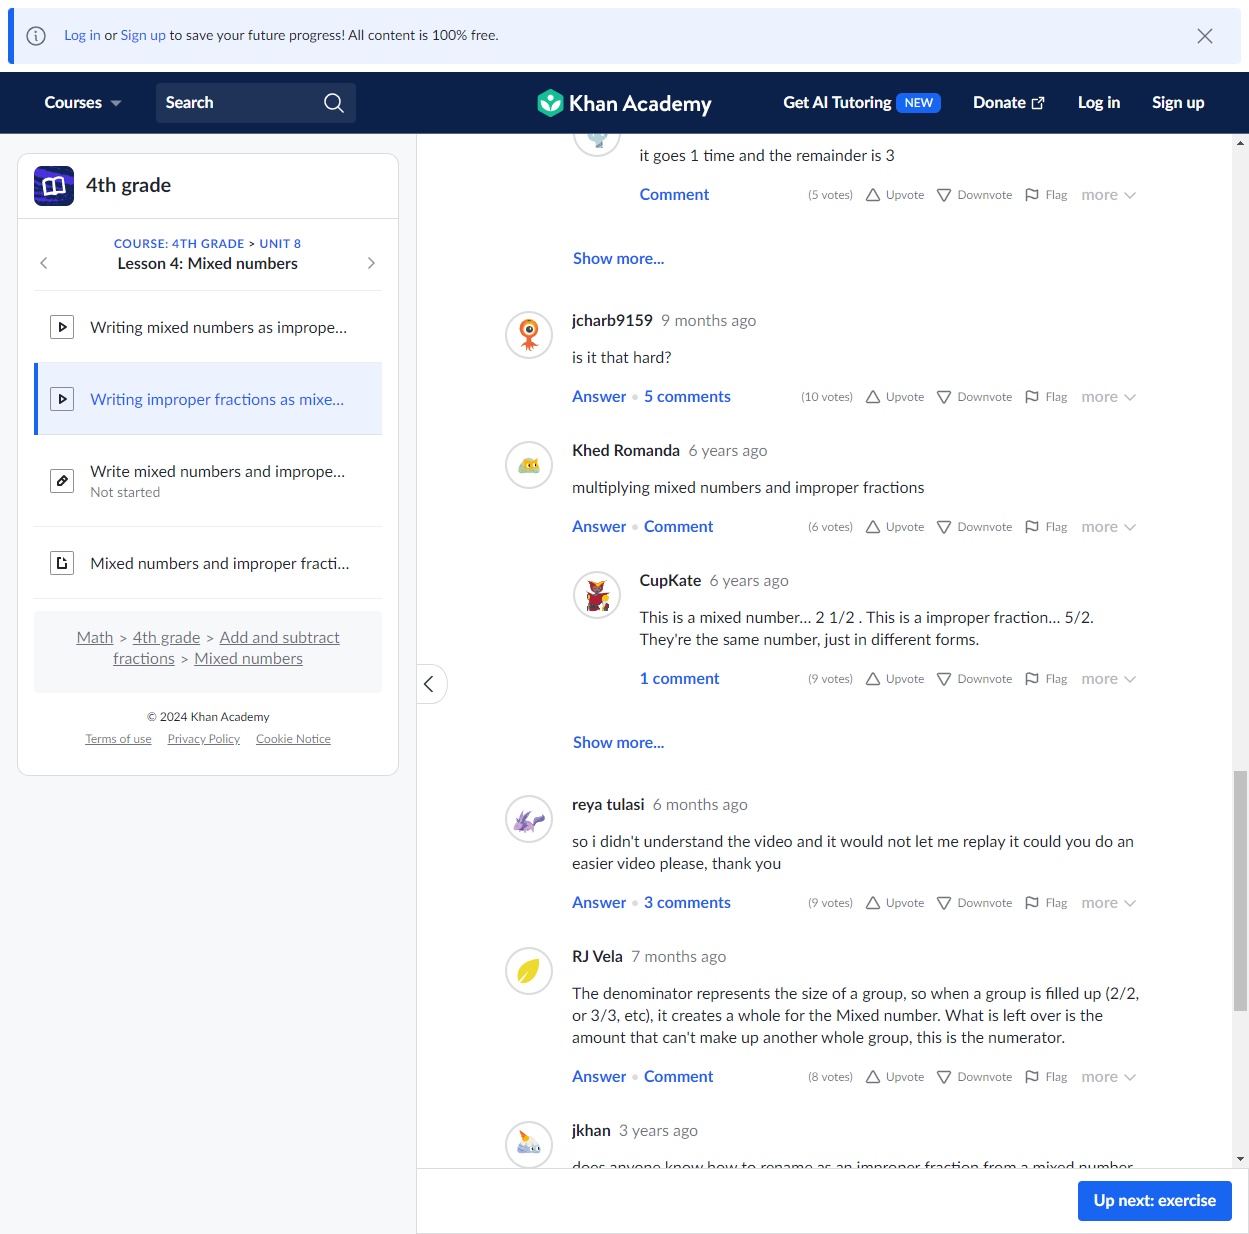 Log in or Sign up to save your future progress! All content is 100% free.
Courses
Search
Khan Academy
Get AI Tutoring NEW
Donate
Log in
Sign up
4th grade
COURSE: 4TH GRADE > UNIT 8
Lesson 4: Mixed numbers
Writing mixed numbers as imprope...
Writing improper fractions as mixe...
Write mixed numbers and imprope...
Not started
Mixed numbers and improper fracti...
Math > 4th grade > Add and subtract
fractions > Mixed numbers
© 2024 Khan Academy
Terms of use Privacy Policy Cookie Notice
it goes 1 time and the remainder is 3
Comment (5 votes) Upvote Downvote Flag more
Show more...
jcharb9159 9 months ago
is it that hard?
Answer • 5 comments (10 votes) Upvote Downvote Flag more
Khed Romanda 6 years ago
multiplying mixed numbers and improper fractions
Answer • Comment (6 votes) Upvote Downvote Flag more
CupKate 6 years ago
This is a mixed number... 2 1/2 . This is a improper fraction... 5/2.
They're the same number, just in different forms.
1 comment (9 votes) Upvote Downvote Flag more
Show more...
reya tulasi 6 months ago
so i didn't understand the video and it would not let me replay it could you do an
easier video please, thank you
Answer • 3 comments (9 votes) Upvote Downvote Flag more
RJ Vela 7 months ago
The denominator represents the size of a group, so when a group is filled up (2/2,
or 3/3, etc), it creates a whole for the Mixed number. What is left over is the
amount that can't make up another whole group, this is the numerator.
Answer • Comment (8 votes) Upvote Downvote Flag more
jkhan 3 years ago
does anyone know how to rename as an improper fraction from a mixed number
Up next: exercise